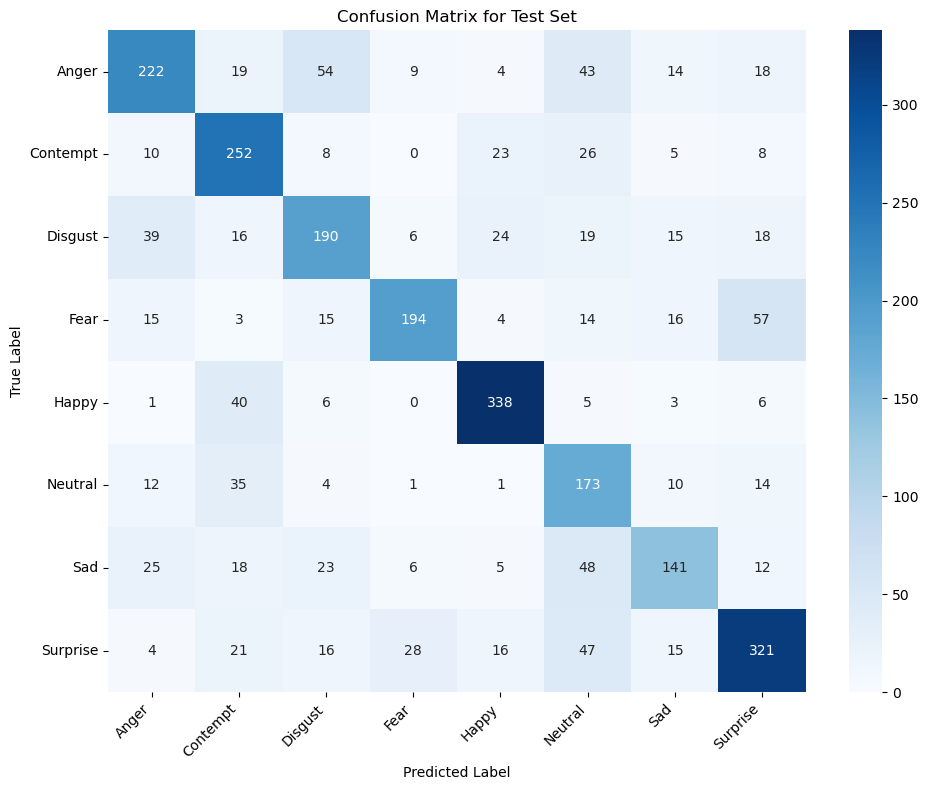 Confusion Matrix for Test Set
True Label
Anger 222 19 54 9 4 43 14 18
Contempt 10 252 8 0 23 26 5 8
Disgust 39 16 190 6 24 19 15 18
Fear 15 3 15 194 4 14 16 57
Happy 1 40 6 0 338 5 3 6
Neutral 12 35 4 1 1 173 10 14
Sad 25 18 23 6 5 48 141 12
Surprise 4 21 16 28 16 47 15 321
Anger Contempt Disgust Fear Happy Neutral Sad Surprise
Predicted Label
300
250
200
150
100
50
0